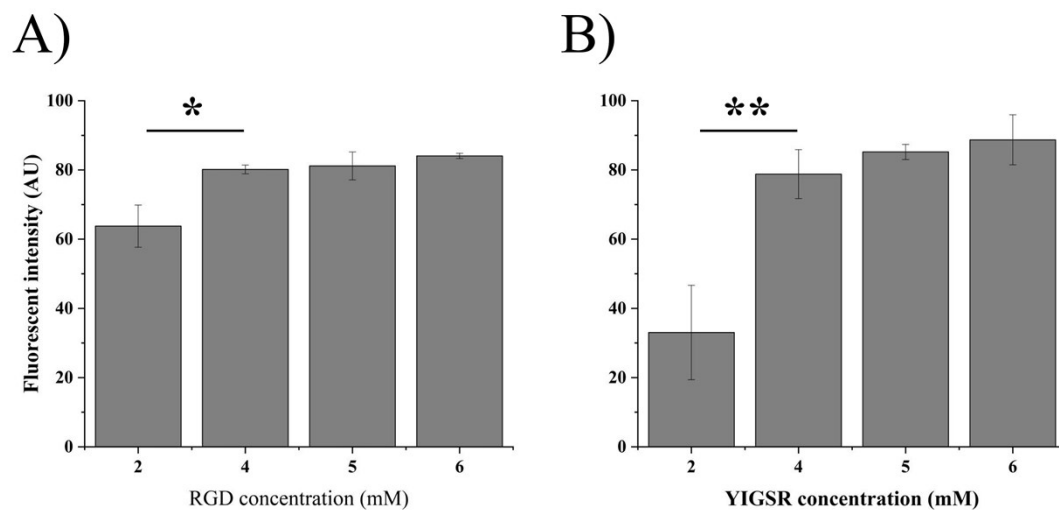 A)
B)
*
**
Fluorescent intensity (AU)
100
80
60
40
20
0
2 4 5 6
RGD concentration (mM)
100
80
60
40
20
0
2 4 5 6
YIGSR concentration (mM)